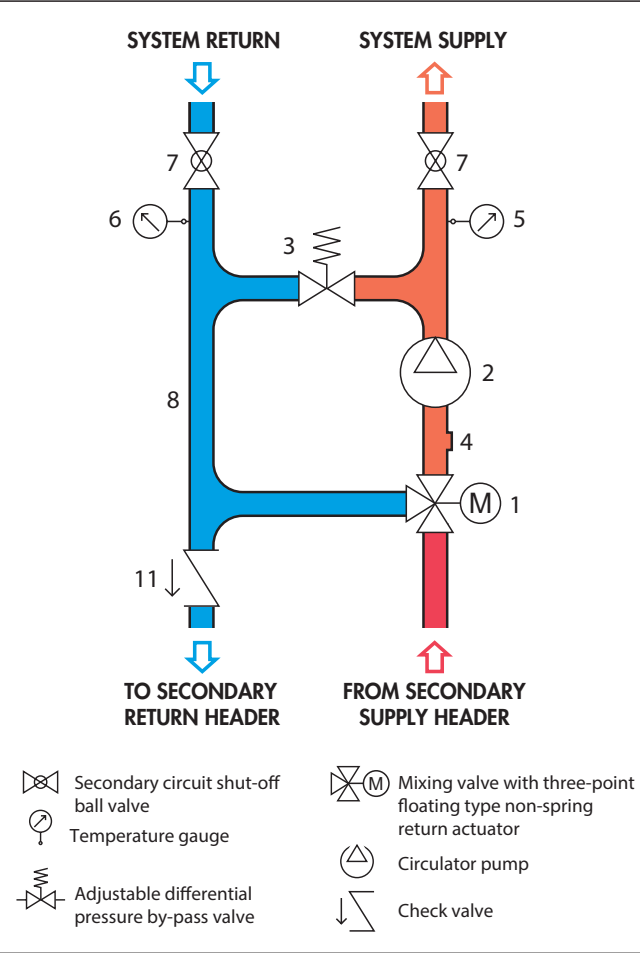 SYSTEM RETURN
SYSTEM SUPPLY
7
7
6
5
3
2
8
4
M
1
11
TO SECONDARY
RETURN HEADER
FROM SECONDARY
SUPPLY HEADER
Secondary circuit shut-off
ball valve
Temperature gauge
Adjustable differential
pressure by-pass valve
M
Mixing valve with three-point
floating type non-spring
return actuator
Circulator pump
Check valve